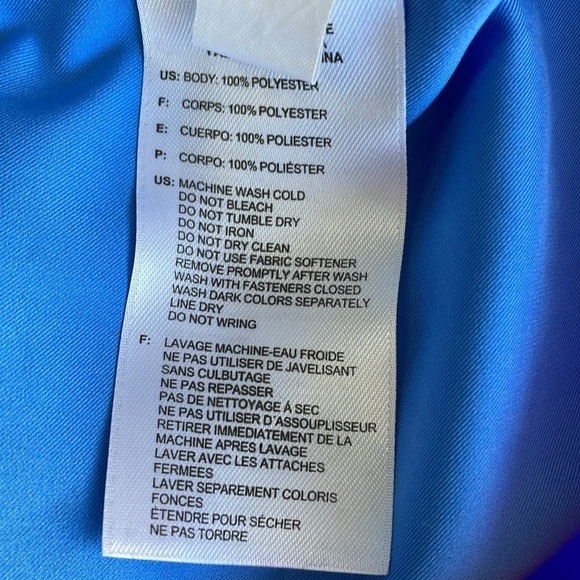 US: BODY: 100% POLYESTER
F: CORPS: 100% POLYESTER
E: CUERPO: 100% POLIESTER
P: CORPO: 100% POLIÉSTER
US: MACHINE WASH COLD
DO NOT BLEACH
DO NOT TUMBLE DRY
DO NOT IRON
DO NOT DRY CLEAN
DO NOT USE FABRIC SOFTENER
REMOVE PROMPTLY AFTER WASH
WASH WITH FASTENERS CLOSED
WASH DARK COLORS SEPARATELY
LINE DRY
DO NOT WRING
F: LAVAGE MACHINE-EAU FROIDE
NE PAS UTILISER DE JAVELISANT
SANS CULBUTAGE
NE PAS REPASSER
PAS DE NETTOYAGE Á SEC
NE PAS UTILISER D'ASSOUPLISSEUR
RETIRER IMMEDIATEMENT DE LA
MACHINE APRES LAVAGE
LAVER AVEC LES ATTACHES
FERMEES
LAVER SEPAREMENT COLORIS
FONCES
ÉTENDRE POUR SÉCHER
NE PAS TORDRE